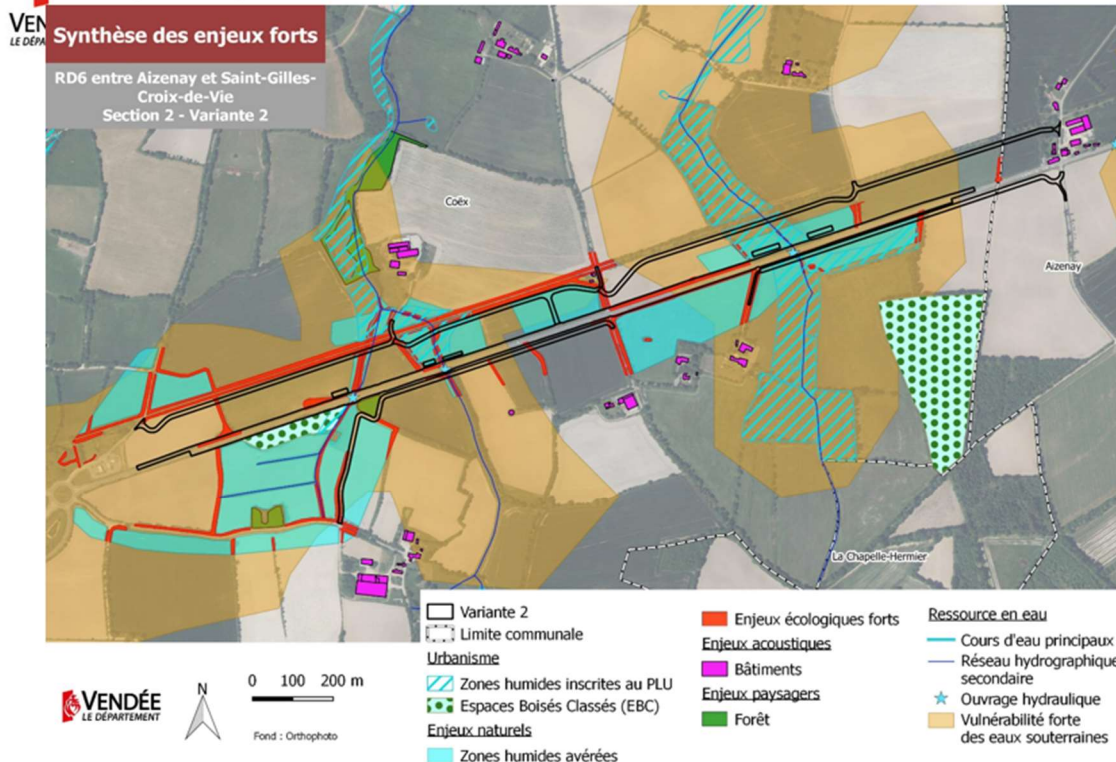 VEN
LE DÉPA
Synthèse des enjeux forts
RD6 entre Aizenay et Saint-Gilles-
Croix-de-Vie
Section 2 - Variante 2
Coëx
Aizenay
La Chapelle-Hermier
VENDÉE
LE DÉPARTEMENT
N
0 100 200 m
Fond : Orthophoto
Variante 2
Limite communale
Urbanisme
Zones humides inscrites au PLU
Espaces Boisés Classés (EBC)
Enjeux naturels
Zones humides avérées
Enjeux écologiques forts
Enjeux acoustiques
Bâtiments
Enjeux paysagers
Forêt
Ressource en eau
Cours d'eau principaux
Réseau hydrographique
secondaire
Ouvrage hydraulique
Vulnérabilité forte
des eaux souterraines